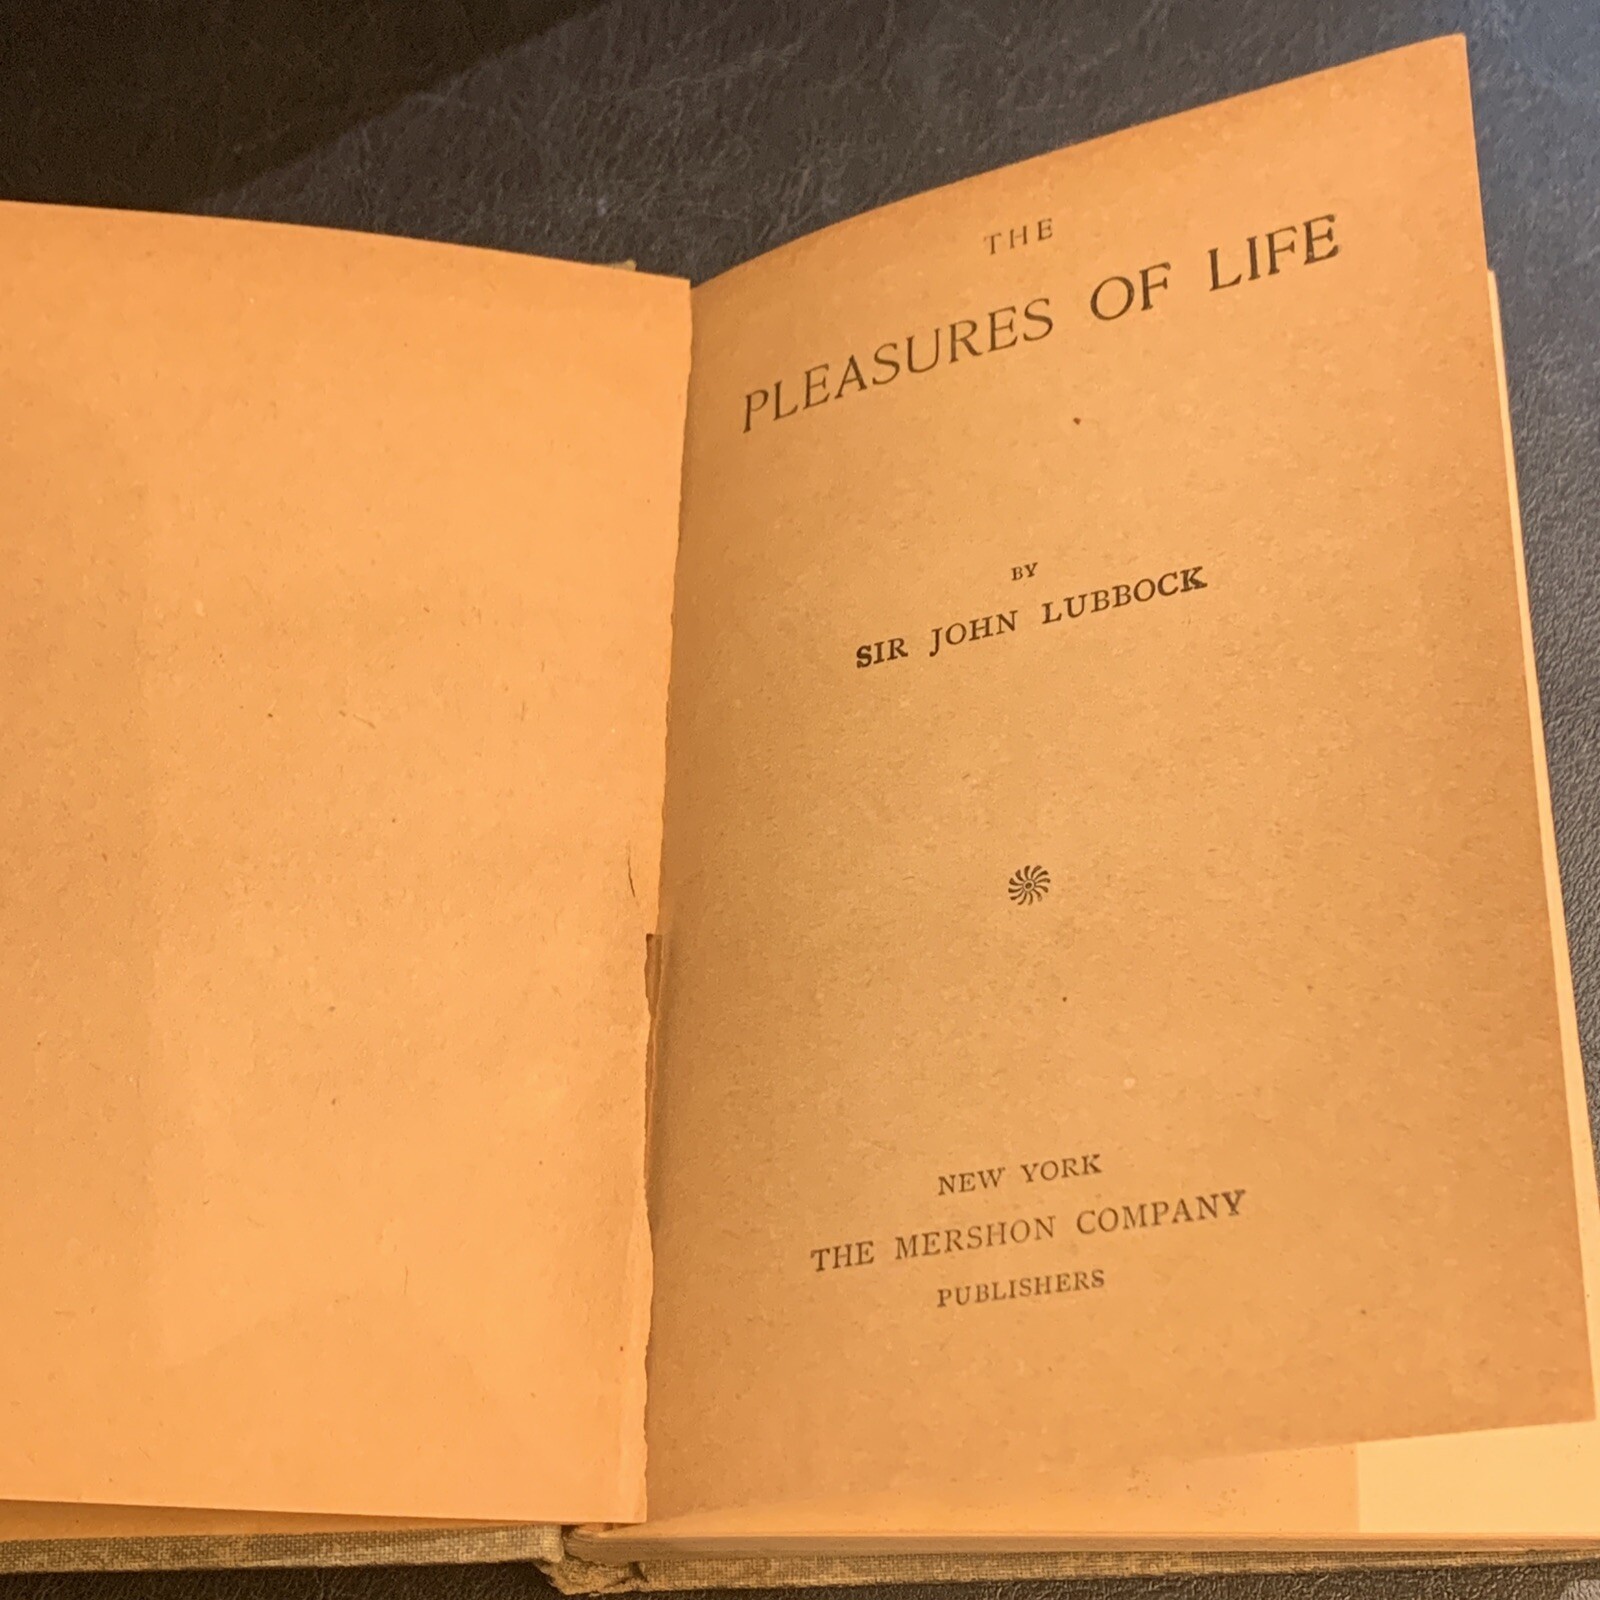 THE
PLEASURES OF LIFE
BY
SIR JOHN LUBBOCK
NEW YORK
THE MERSHON COMPANY
PUBLISHERS